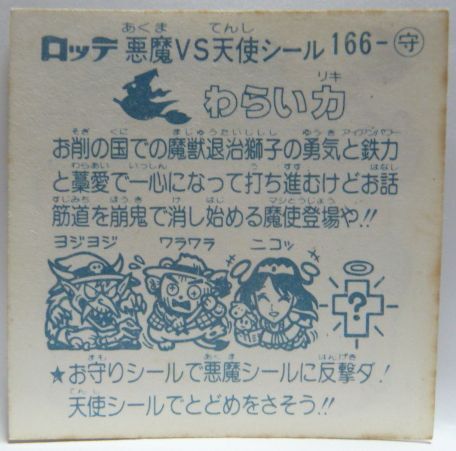 ロッテ 悪魔VS天使シール 166-守
わらい力
お削の国での魔獣退治獅子の勇気と鉄力
と藁愛で一心になって打ち進むけどお話
筋道を崩鬼で消し始める魔使登場や!!
ヨジヨジ ワラワラ ニコッ
?
★お守りシールで悪魔シールに反撃ダ!
天使シールでとどめをさそう!!